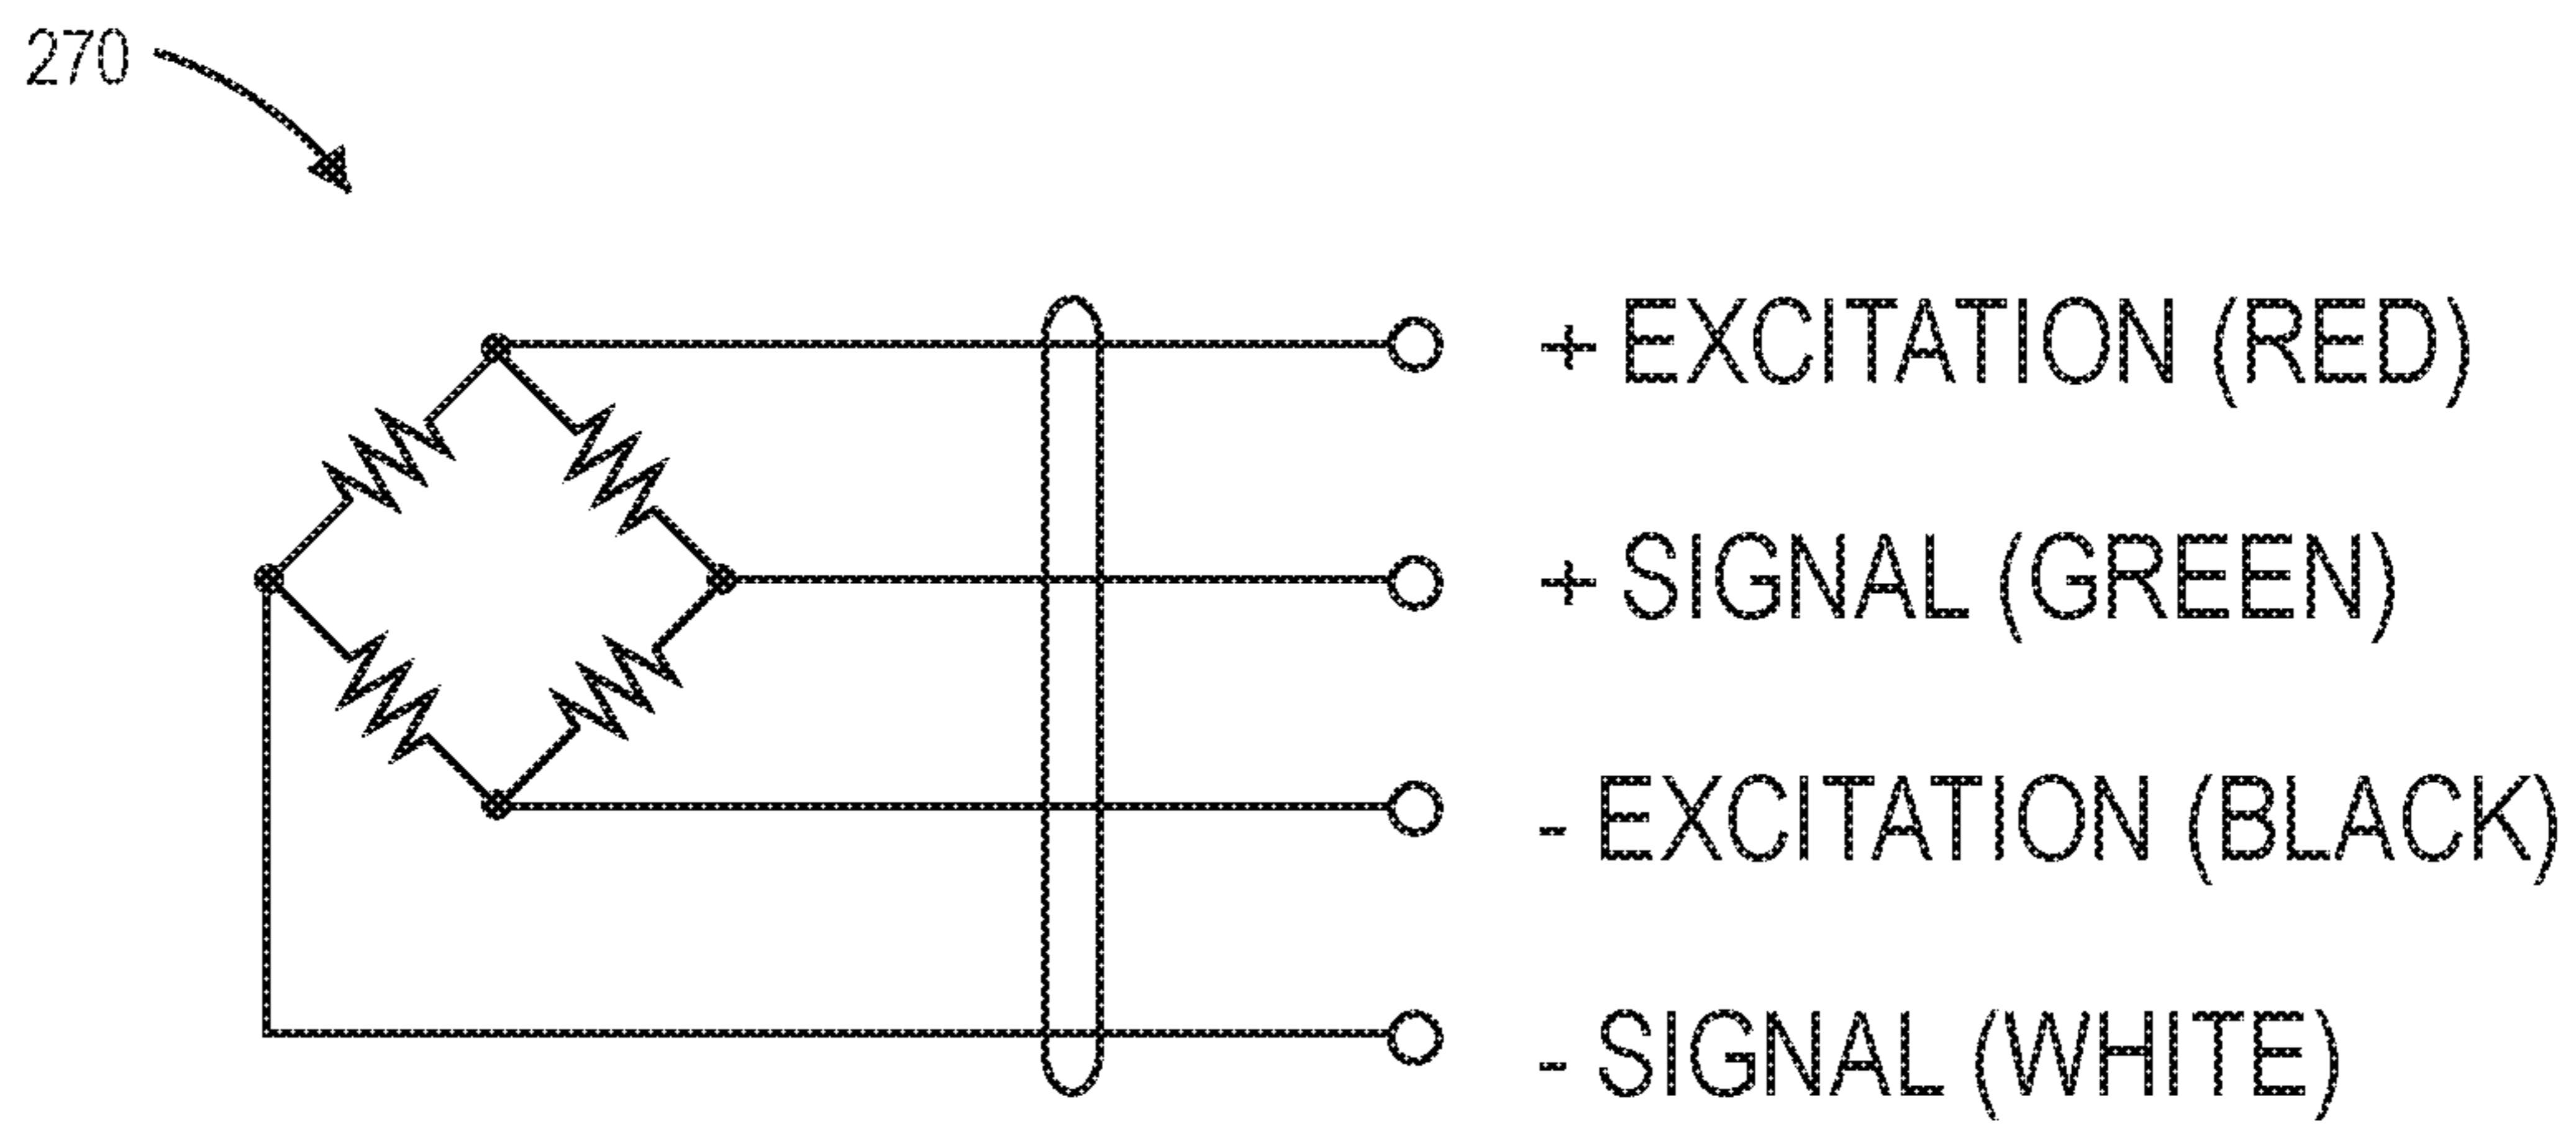 270
+ EXCITATION (RED)
+ SIGNAL (GREEN)
- EXCITATION (BLACK)
- SIGNAL (WHITE)